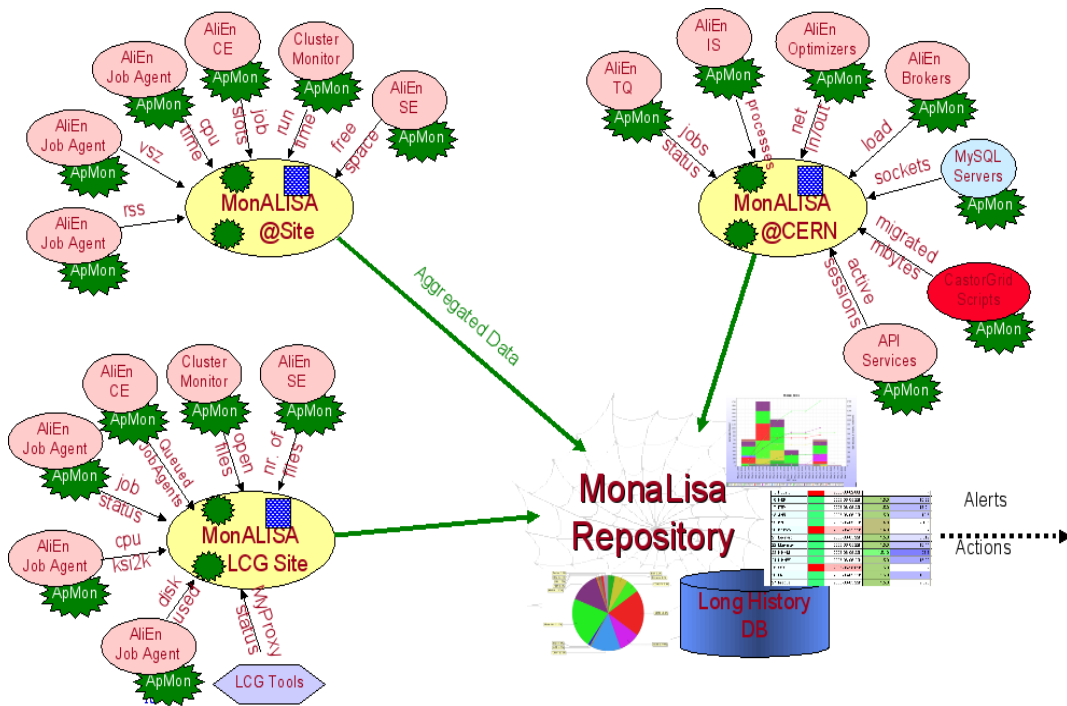 AliEn
Job Agent
ApMon
cpu
time
AliEn
CE
ApMon
job
slots
Cluster
Monitor
ApMon
run
time
AliEn
SE
ApMon
free
space
AliEn
Job Agent
ApMon
vsz
AliEn
Job Agent
ApMon
rss
MonALISA
@Site
AliEn
TQ
ApMon
jobs
status
AliEn
IS
ApMon
processes
AliEn
Optimizers
ApMon
net
in/out
AliEn
Brokers
ApMon
load
MySQL
Servers
ApMon
sockets
CastorGrid
Scripts
ApMon
migrated
mbytes
API
Services
ApMon
active
sessions
MonALISA
@CERN
Aggregated Data
AliEn
CE
ApMon
Queued
JobAgents
Cluster
Monitor
ApMon
open
files
AliEn
SE
ApMon
nr. of
files
AliEn
Job Agent
ApMon
job
status
AliEn
Job Agent
ApMon
cpu
ksi2k
AliEn
Job Agent
ApMon
disk
used
LCG Tools
MyProxy
status
MonALISA
LCG Site
MonaLisa
Repository
Long History
DB
Alerts
Actions